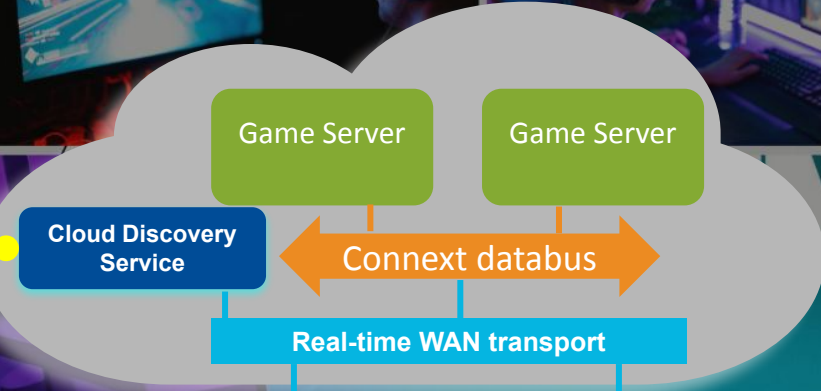 Game Server
Game Server
Cloud Discovery
Service
Connext databus
Real-time WAN transport